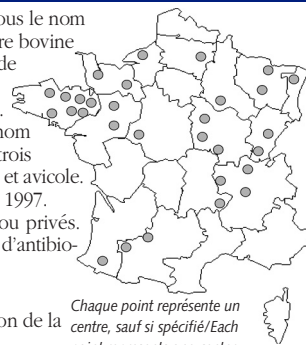 ous le nom
re bovine
de
nom
trois
et avicole.
1997.
ou privés.
d'antibio-
on de la
Chaque point représente un
centre, sauf si spécifié/Each